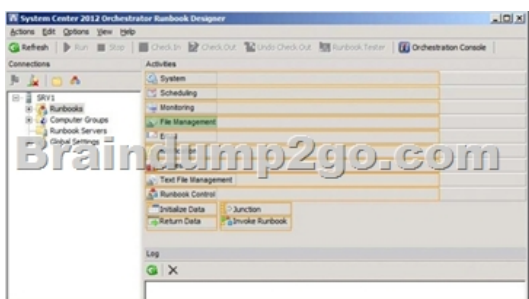 System Center 2012 Orchestrator Runbook Designer
Actions Edit Options View Help
Refresh Run Stop Check In Check Out Undo Check Out Runbook Tester Orchestration Console
Connections
Activities
SRV1
Runbooks
Computer Groups
Runbook Servers
Global Settings
System
Scheduling
Monitoring
File Management
Email
Text File Management
Runbook Control
Initialize Data
Junction
Return Data
Invoke Runbook
Log
Braindump2go.com